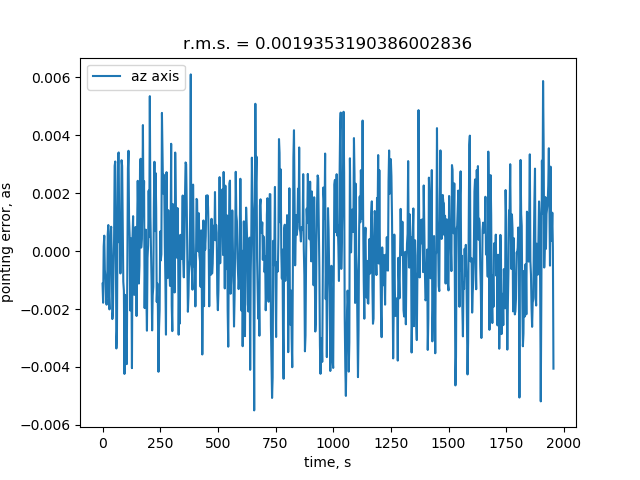 r.m.s. = 0.0019353190386002836
az axis
0.006
0.004
0.002
0.000
−0.002
−0.004
−0.006
pointing error, as
0 250 500 750 1000 1250 1500 1750 2000
time, s